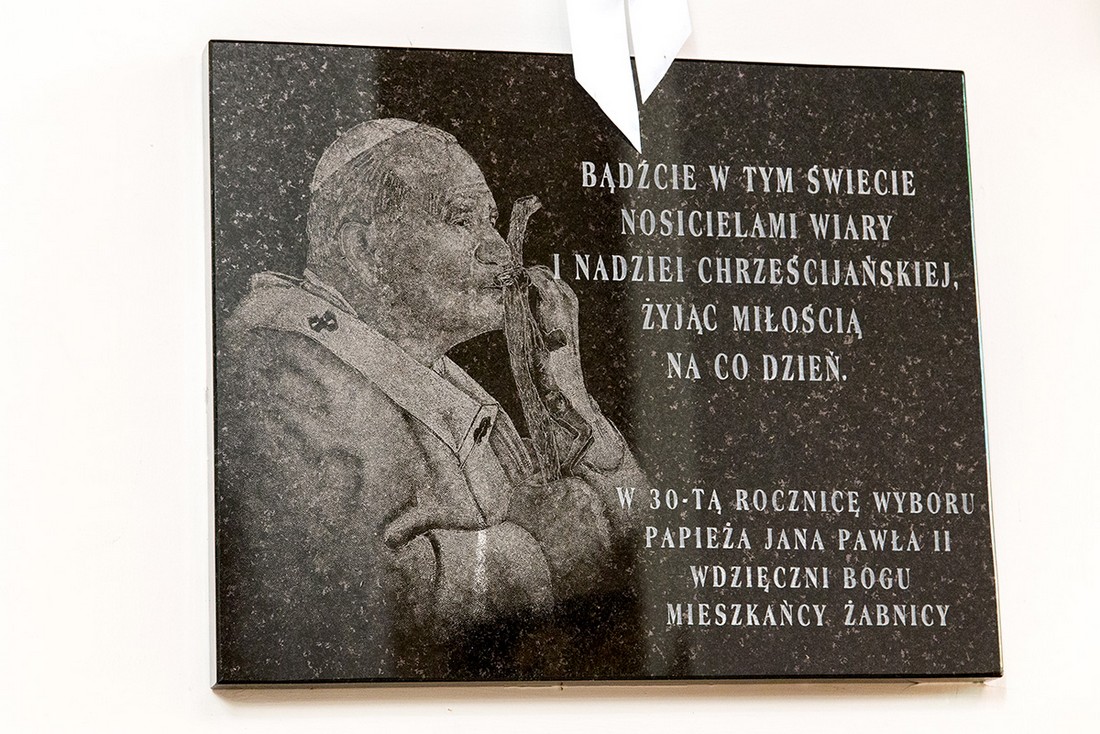 BĄDŹCIE W TYM ŚWIECIE
NOSICIELAMI WIARY
I NADZIEI CHRZEŚCIJAŃSKIEJ,
ŻYJĄC MIŁOŚCIĄ
NA CO DZIEŃ.
W 30-TĄ ROCZNICĘ WYBORU
PAPIEŻA JANA PAWŁA II
WDZIĘCZNI BOGU
MIESZKAŃCY ŻABNICY